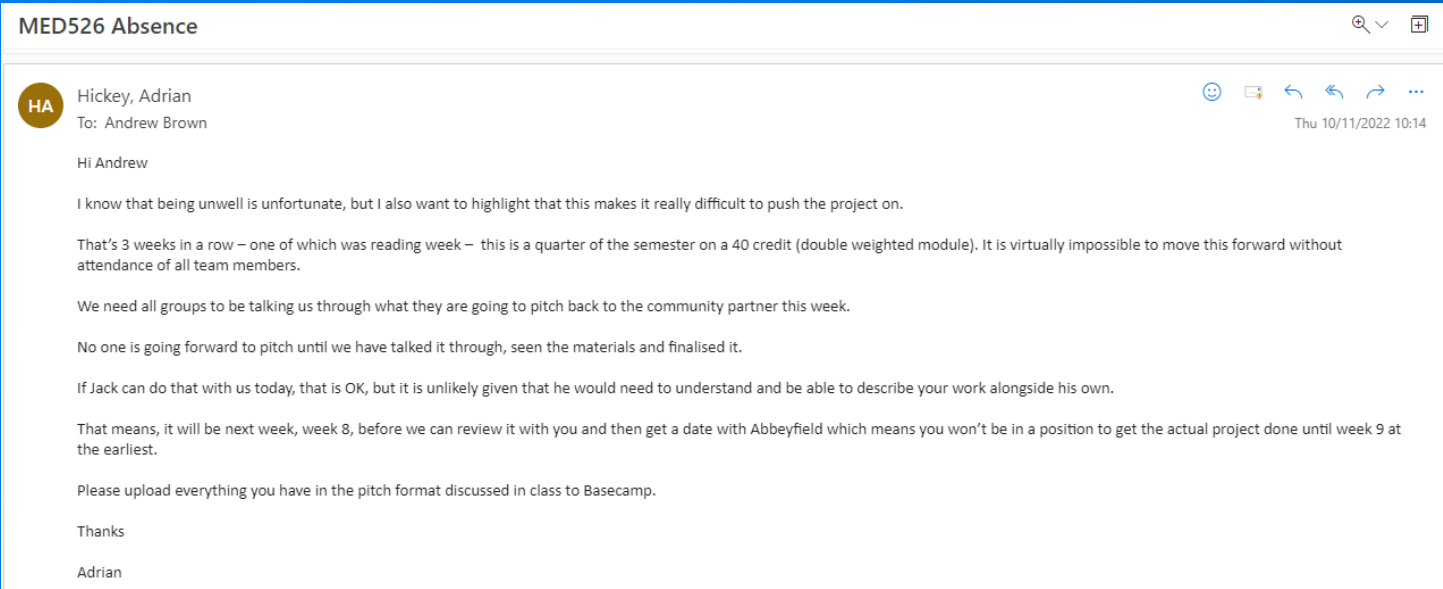 MED526 Absence
HA
Hickey, Adrian
To: Andrew Brown
Thu 10/11/2022 10:14
Hi Andrew
I know that being unwell is unfortunate, but I also want to highlight that this makes it really difficult to push the project on.
That's 3 weeks in a row – one of which was reading week – this is a quarter of the semester on a 40 credit (double weighted module). It is virtually impossible to move this forward without
attendance of all team members.
We need all groups to be talking us through what they are going to pitch back to the community partner this week.
No one is going forward to pitch until we have talked it through, seen the materials and finalised it.
If Jack can do that with us today, that is OK, but it is unlikely given that he would need to understand and be able to describe your work alongside his own.
That means, it will be next week, week 8, before we can review it with you and then get a date with Abbeyfield which means you won't be in a position to get the actual project done until week 9 at
the earliest.
Please upload everything you have in the pitch format discussed in class to Basecamp.
Thanks
Adrian